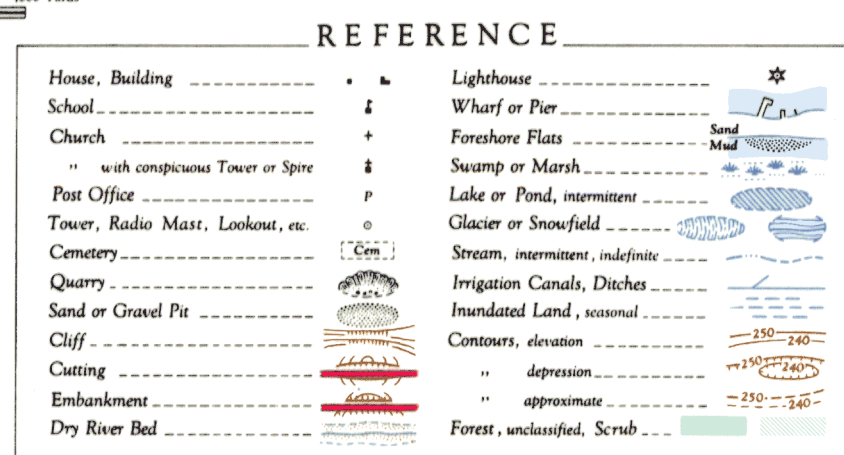 REFERENCE
House, Building
School
Church
" with conspicuous Tower or Spire
Post Office P
Tower, Radio Mast, Lookout, etc.
Cemetery Cem
Quarry
Sand or Gravel Pit
Cliff
Cutting
Embankment
Dry River Bed
Lighthouse
Wharf or Pier
Foreshore Flats Sand
Mud
Swamp or Marsh
Lake or Pond, intermittent
Glacier or Snowfield
Stream, intermittent, indefinite
Irrigation Canals, Ditches
Inundated Land, seasonal
Contours, elevation 250 240
" depression 250 240
" approximate 250 240
Forest, unclassified, Scrub